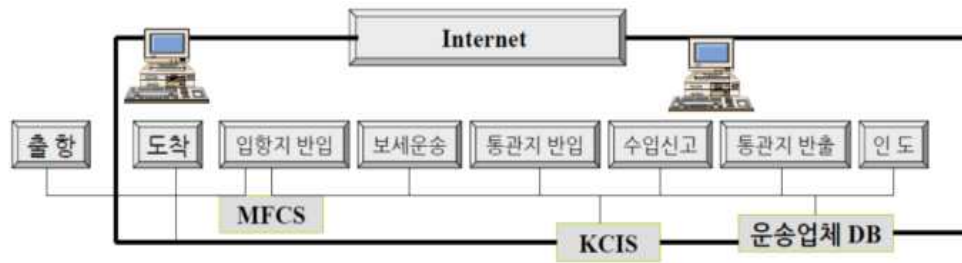 Internet
출 항
도착
입항지 반입
보세운송
통관지 반입
수입신고
통관지 반출
인 도
MFCS
KCIS
운송업체 DB